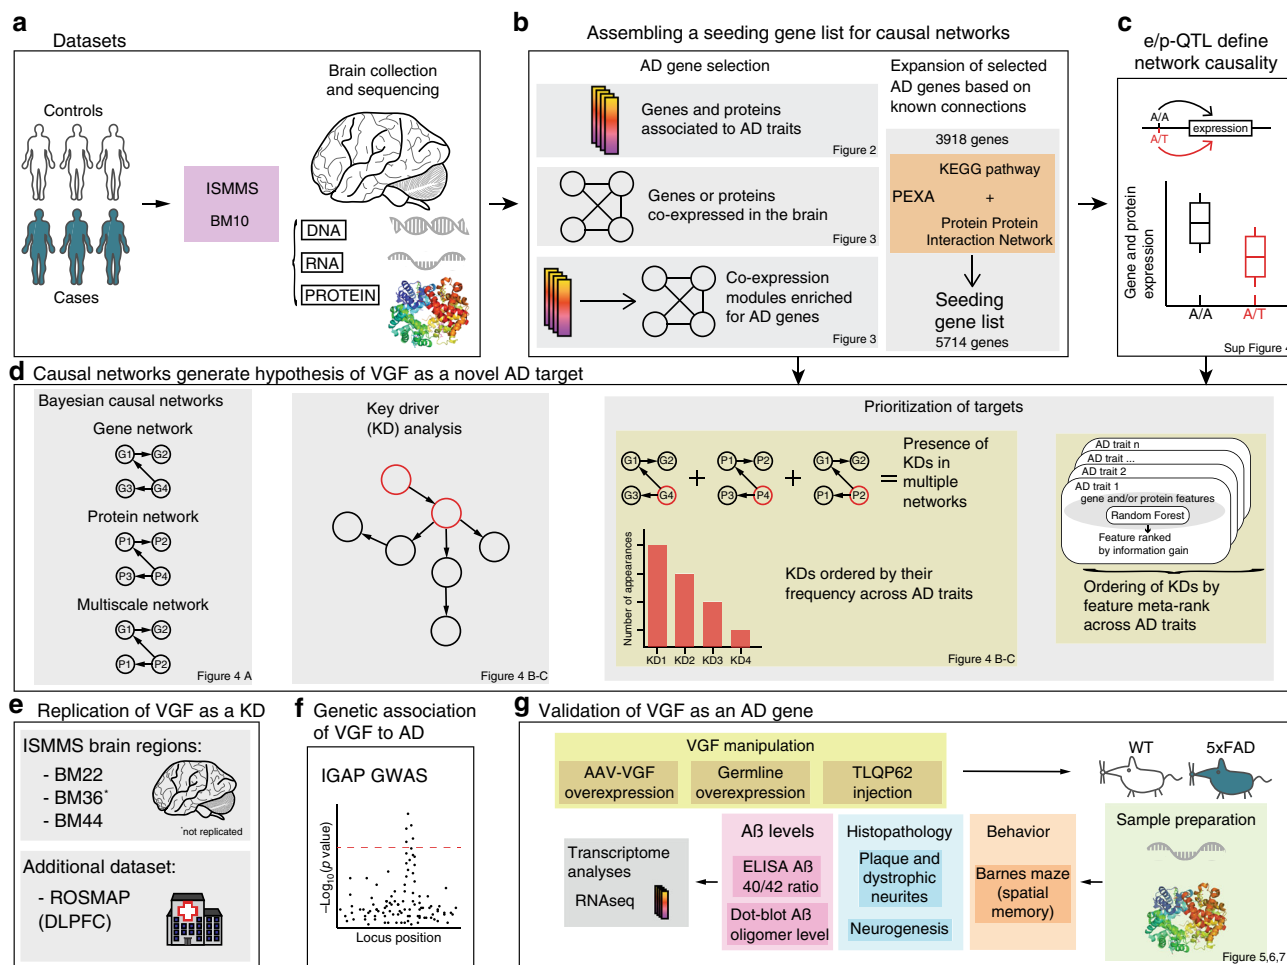 a
Datasets
Controls
Cases
ISMMS
BM10
Brain collection
and sequencing
DNA
RNA
PROTEIN
b
Assembling a seeding gene list for causal networks
AD gene selection
Genes and proteins
associated to AD traits
Figure 2
Genes or proteins
co-expressed in the brain
Figure 3
Co-expression
modules enriched
for AD genes
Figure 3
Expansion of selected
AD genes based on
known connections
3918 genes
KEGG pathway
PEXA +
Protein Protein
Interaction Network
Seeding
gene list
5714 genes
c
e/p-QTL define
network causality
A/A
A/T
expression
Gene and protein
expression
A/A A/T
Sup Figure 4
d
Causal networks generate hypothesis of VGF as a novel AD target
Bayesian causal networks
Gene network
G1 G2
G3 G4
Protein network
P1 P2
P3 P4
Multiscale network
G1 G2
P1 P2
Figure 4 A
Key driver
(KD) analysis
Figure 4 B-C
Prioritization of targets
G1 G2
G3 G4
+
P1 P2
P3 P4
+
G1 G2
P1 P2
=
Presence of
KDs in
multiple
networks
Number of appearances
KD1 KD2 KD3 KD4
KDs ordered by their
frequency across AD traits
Figure 4 B-C
AD trait n
AD trait ...
AD trait 2
AD trait 1
gene and/or protein features
Random Forest
Feature ranked
by information gain
Ordering of KDs by
feature meta-rank
across AD traits
e
Replication of VGF as a KD
ISMMS brain regions:
- BM22
- BM36*
- BM44
*not replicated
Additional dataset:
- ROSMAP
(DLPFC)
f
Genetic association
of VGF to AD
IGAP GWAS
–Log10(p value)
Locus position
g
Validation of VGF as an AD gene
VGF manipulation
AAV-VGF
overexpression
Germline
overexpression
TLQP62
injection
WT
5xFAD
Sample preparation
Behavior
Barnes maze
(spatial
memory)
Histopathology
Plaque and
dystrophic
neurites
Neurogenesis
Aß levels
ELISA Aß
40/42 ratio
Dot-blot Aß
oligomer level
Transcriptome
analyses
RNAseq
Figure 5,6,7